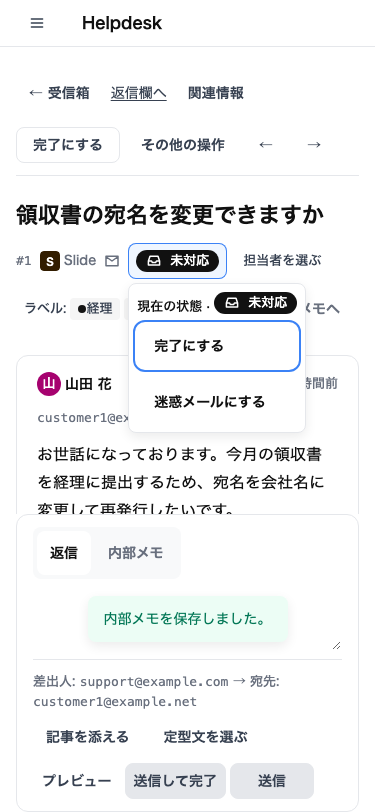 Helpdesk
← 受信箱 返信欄へ 関連情報
完了にする その他の操作 ← →
領収書の宛名を変更できますか
#1 S Slide 未対応 担当者を選ぶ
ラベル: ●経理 メモへ
現在の状態 · 未対応
完了にする
迷惑メールにする
山 山田 花 時間前
customer1@ex
お世話になっております。今月の領収書
を経理に提出するため、宛名を会社名に
変更して再発行したいです。
返信 内部メモ
内部メモを保存しました。
差出人: support@example.com → 宛先:
customer1@example.net
記事を添える 定型文を選ぶ
プレビュー 送信して完了 送信